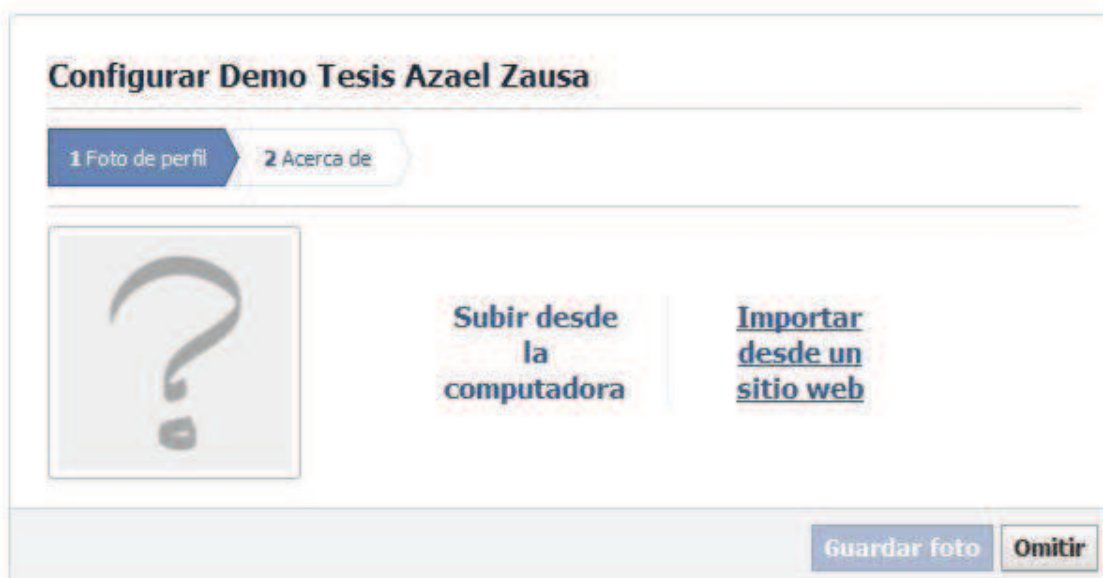 Configurar Demo Tesis Azael Zausa
1 Foto de perfil
2 Acerca de
Subir desde
la
computadora
Importar
desde un
sitio web
Guardar foto
Omitir